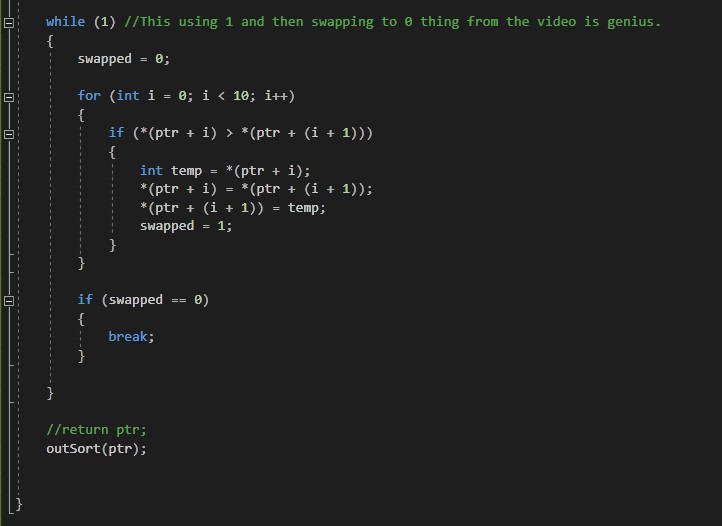 while (1) //This using 1 and then swapping to 0 thing from the video is genius.
{
swapped = 0;
for (int i = 0; i < 10; i++)
{
if (*(ptr + i) > *(ptr + (i + 1)))
{
int temp = *(ptr + i);
*(ptr + i) = *(ptr + (i + 1));
*(ptr + (i + 1)) = temp;
swapped = 1;
}
}
if (swapped == 0)
{
break;
}
}
//return ptr;
outSort(ptr);
}